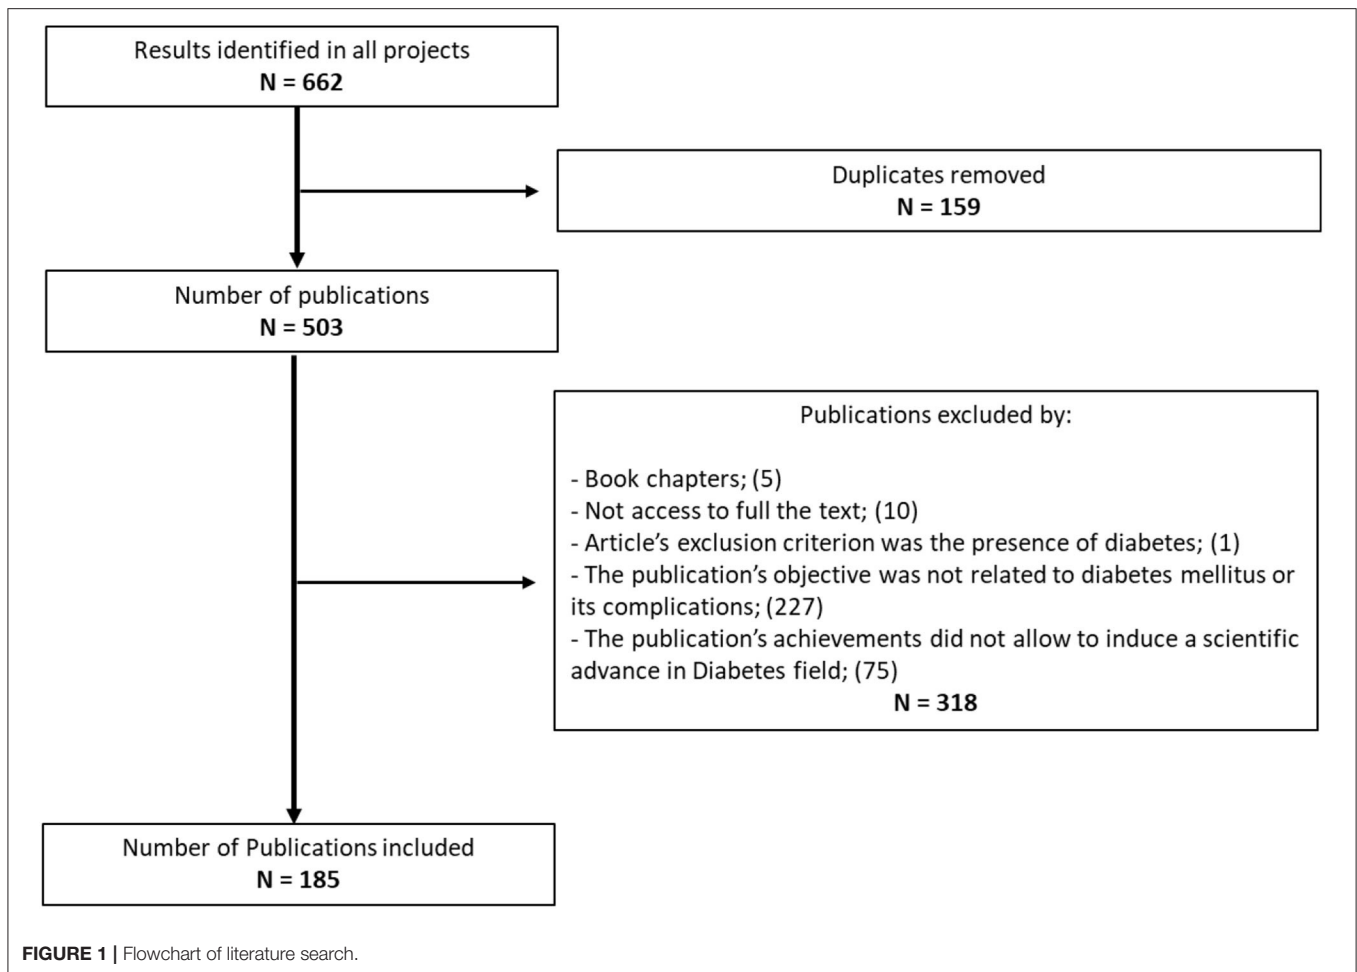 Results identified in all projects
N = 662
Duplicates removed
N = 159
Number of publications
N = 503
Publications excluded by:
- Book chapters; (5)
- Not access to full the text; (10)
- Article’s exclusion criterion was the presence of diabetes; (1)
- The publication’s objective was not related to diabetes mellitus or
its complications; (227)
- The publication’s achievements did not allow to induce a scientific
advance in Diabetes field; (75)
N = 318
Number of Publications included
N = 185
FIGURE 1 | Flowchart of literature search.